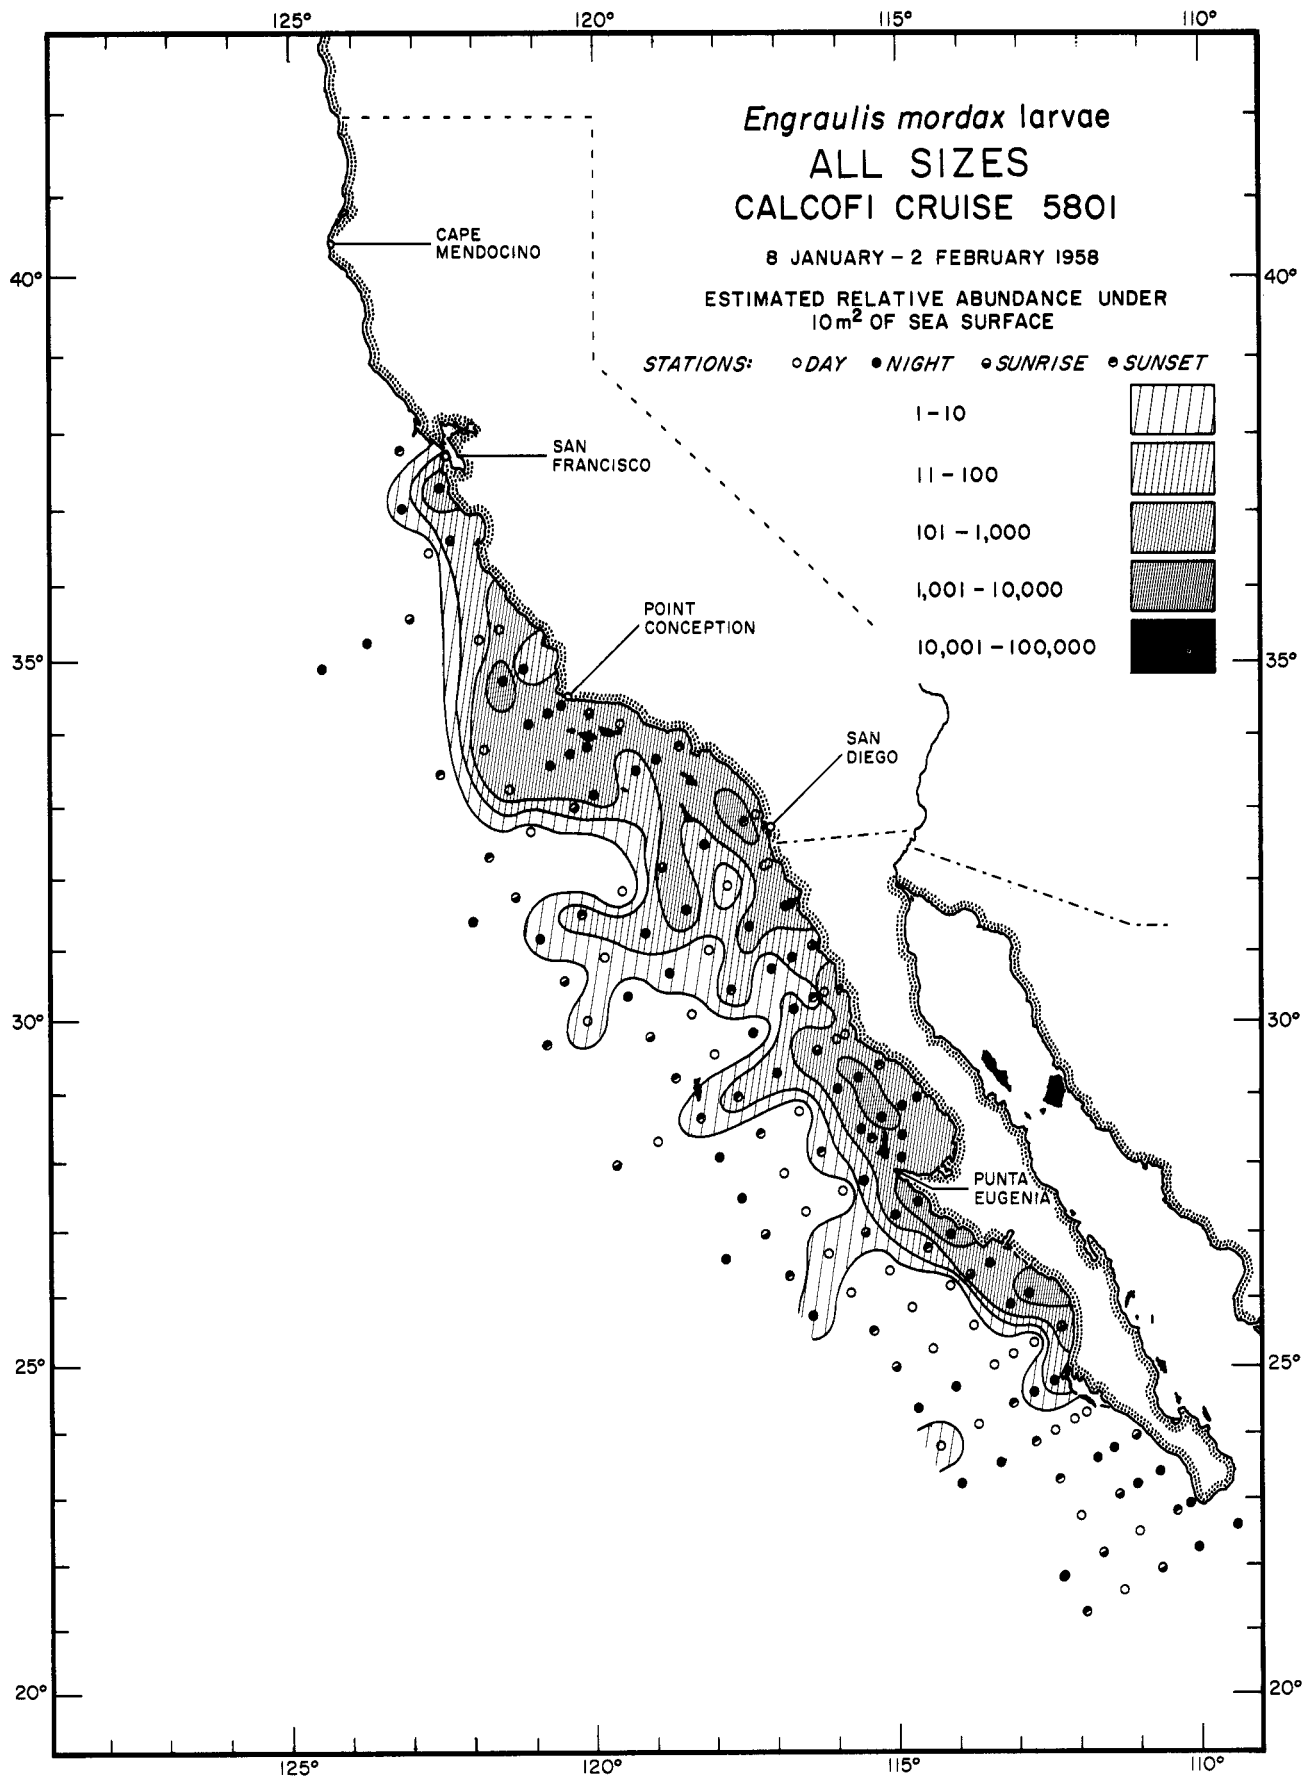 125° 120° 115° 110°
Engraulis mordax larvae
ALL SIZES
CALCOFI CRUISE 5801
8 JANUARY – 2 FEBRUARY 1958
ESTIMATED RELATIVE ABUNDANCE UNDER
10m² OF SEA SURFACE
STATIONS: DAY NIGHT SUNRISE SUNSET
1 – 10
11 – 100
101 – 1,000
1,001 – 10,000
10,001 – 100,000
CAPE
MENDOCINO
40° 40°
SAN
FRANCISCO
POINT
CONCEPTION
35° 35°
SAN
DIEGO
30° 30°
PUNTA
EUGENIA
25° 25°
20° 20°
125° 120° 115° 110°